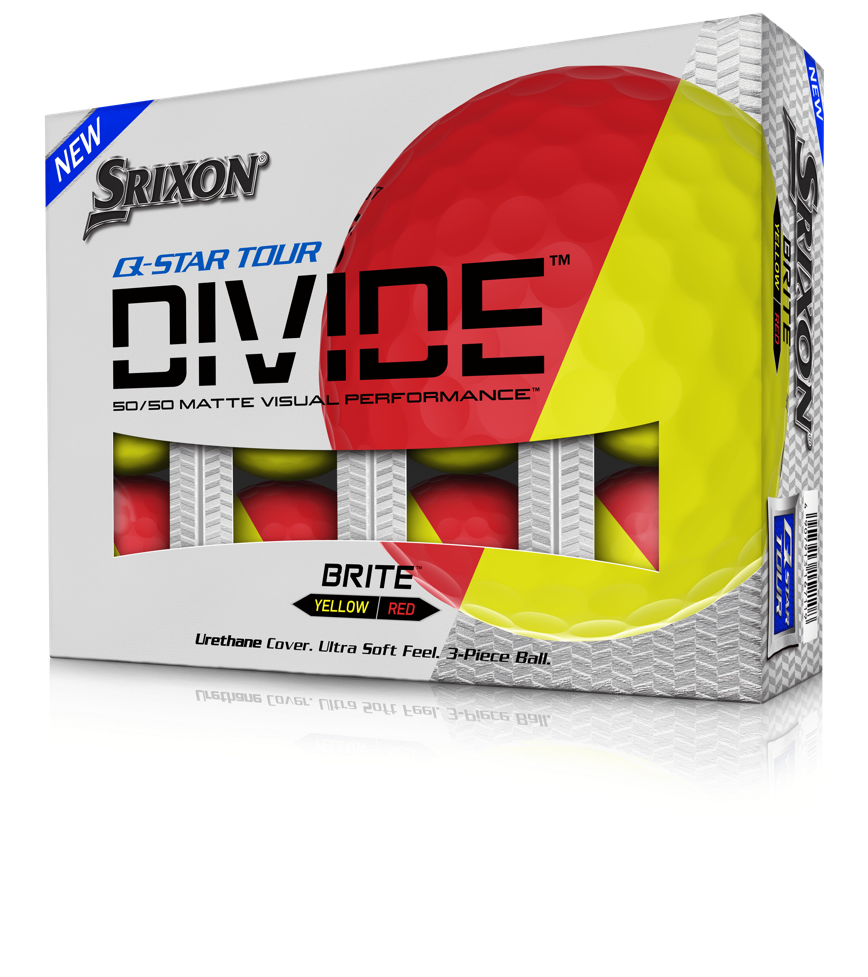 NEW
SRIXON®
Q-STAR TOUR
DIVIDE™
50/50 MATTE VISUAL PERFORMANCE™
BRITE™
YELLOW | RED
Urethane Cover. Ultra Soft Feel. 3-Piece Ball.
NEW
SRIXON®
BRITE
YELLOW | RED
Q-STAR
TOUR